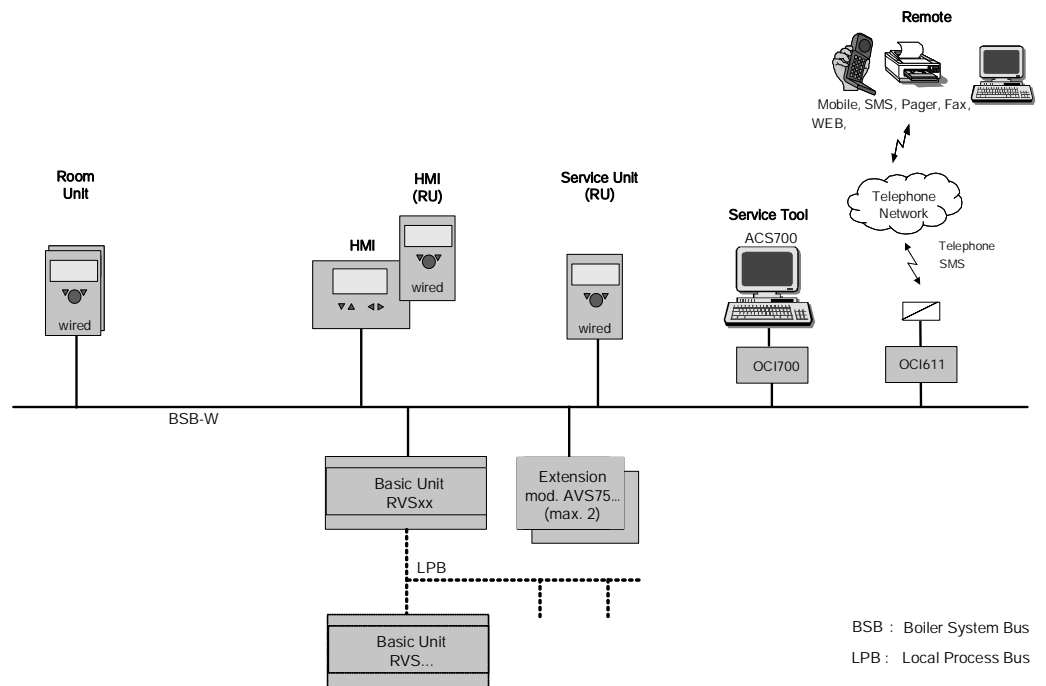 Remote
Mobile, SMS, Pager, Fax,
WEB,
Telephone
Network
Telephone
SMS
Room
Unit
wired
HMI
HMI
(RU)
wired
Service Unit
(RU)
wired
Service Tool
ACS700
OCI700
OCI611
BSB-W
Basic Unit
RVSxx
Extension
mod. AVS75...
(max. 2)
LPB
Basic Unit
RVS...
BSB : Boiler System Bus
LPB : Local Process Bus